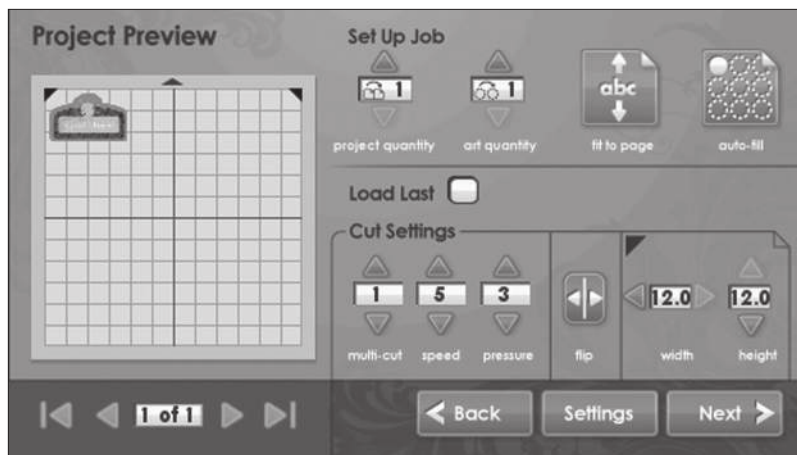 Project Preview
Set Up Job
1
1
abc
project quantity
art quantity
fit to page
auto-fill
Load Last
Cut Settings
1
5
3
12.0
12.0
multi-cut
speed
pressure
flip
width
height
1 of 1
Back
Settings
Next